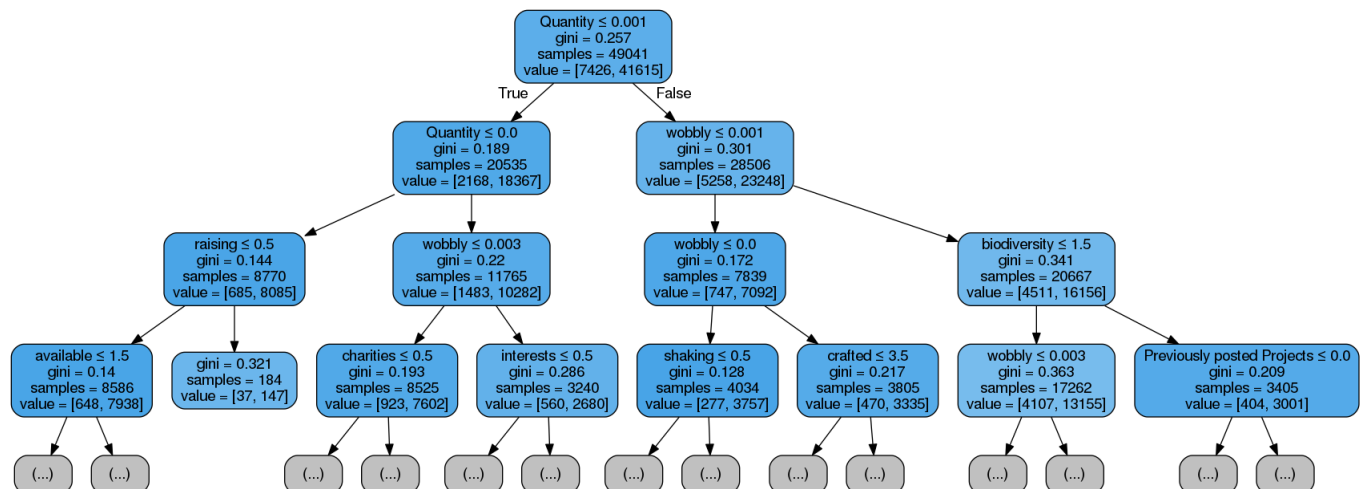 Quantity ≤ 0.001
gini = 0.257
samples = 49041
value = [7426, 41615]
True
False
Quantity ≤ 0.0
gini = 0.189
samples = 20535
value = [2168, 18367]
wobbly ≤ 0.001
gini = 0.301
samples = 28506
value = [5258, 23248]
raising ≤ 0.5
gini = 0.144
samples = 8770
value = [685, 8085]
wobbly ≤ 0.003
gini = 0.22
samples = 11765
value = [1483, 10282]
wobbly ≤ 0.0
gini = 0.172
samples = 7839
value = [747, 7092]
biodiversity ≤ 1.5
gini = 0.341
samples = 20667
value = [4511, 16156]
available ≤ 1.5
gini = 0.14
samples = 8586
value = [648, 7938]
gini = 0.321
samples = 184
value = [37, 147]
charities ≤ 0.5
gini = 0.193
samples = 8525
value = [923, 7602]
interests ≤ 0.5
gini = 0.286
samples = 3240
value = [560, 2680]
shaking ≤ 0.5
gini = 0.128
samples = 4034
value = [277, 3757]
crafted ≤ 3.5
gini = 0.217
samples = 3805
value = [470, 3335]
wobbly ≤ 0.003
gini = 0.363
samples = 17262
value = [4107, 13155]
Previously posted Projects ≤ 0.0
gini = 0.209
samples = 3405
value = [404, 3001]
(...)
(...)
(...)
(...)
(...)
(...)
(...)
(...)
(...)
(...)
(...)
(...)
(...)
(...)